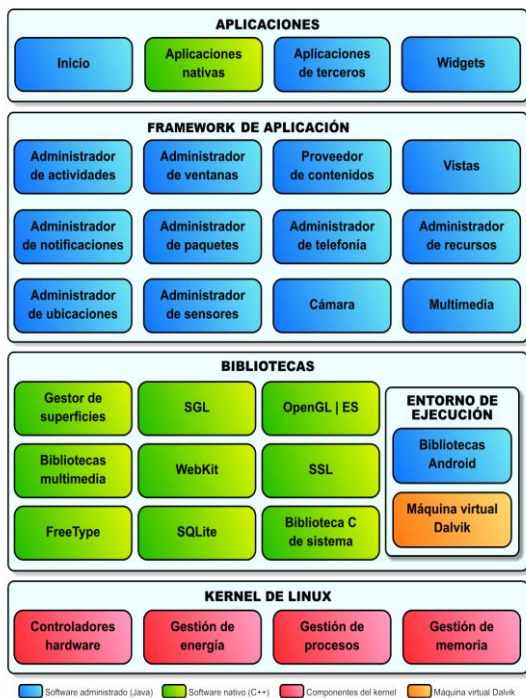 APLICACIONES
Inicio
Aplicaciones
nativas
Aplicaciones
de terceros
Widgets
FRAMEWORK DE APLICACIÓN
Administrador
de actividades
Administrador
de ventanas
Proveedor
de contenidos
Vistas
Administrador
de notificaciones
Administrador
de paquetes
Administrador
de telefonía
Administrador
de recursos
Administrador
de ubicaciones
Administrador
de sensores
Cámara
Multimedia
BIBLIOTECAS
Gestor de
superficies
SGL
OpenGL | ES
Bibliotecas
multimedia
WebKit
SSL
FreeType
SQLite
Biblioteca C
de sistema
ENTORNO DE
EJECUCIÓN
Bibliotecas
Android
Máquina virtual
Dalvik
KERNEL DE LINUX
Controladores
hardware
Gestión de
energía
Gestión de
procesos
Gestión de
memoria
Software administrado (Java)
Software nativo (C++)
Componentes del kernel
Máquina virtual Dalvik